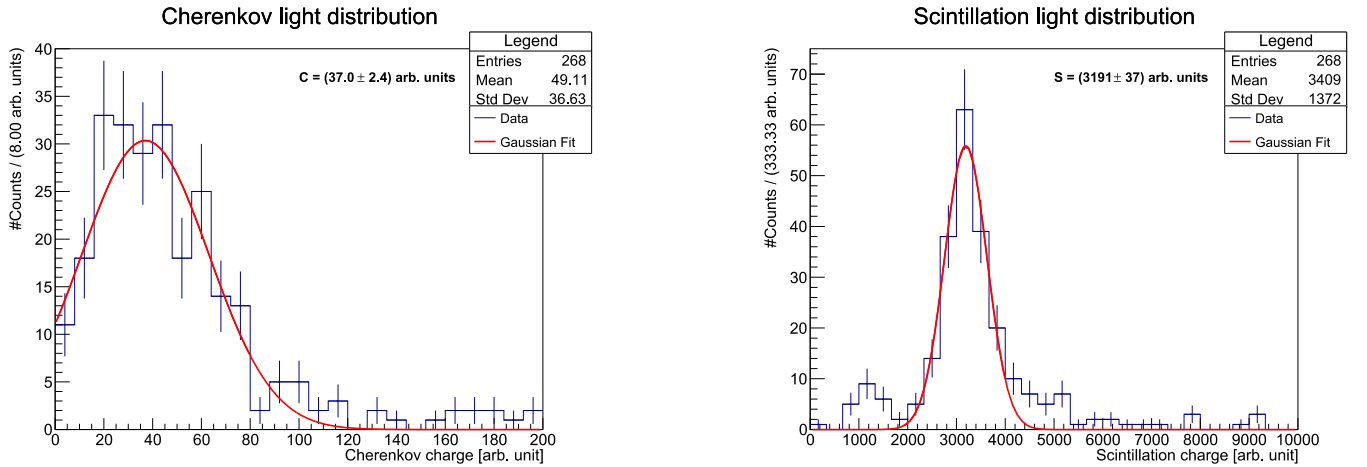 Cherenkov light distribution
#Counts / (8.00 arb. units)
40
35
30
25
20
15
10
5
0
C = (37.0 ± 2.4) arb. units
Legend
Entries 268
Mean 49.11
Std Dev 36.63
Data
Gaussian Fit
0 20 40 60 80 100 120 140 160 180 200
Cherenkov charge [arb. unit]
Scintillation light distribution
#Counts / (333.33 arb. units)
70
60
50
40
30
20
10
0
S = (3191 ± 37) arb. units
Legend
Entries 268
Mean 3409
Std Dev 1372
Data
Gaussian Fit
0 1000 2000 3000 4000 5000 6000 7000 8000 9000 10000
Scintillation charge [arb. unit]